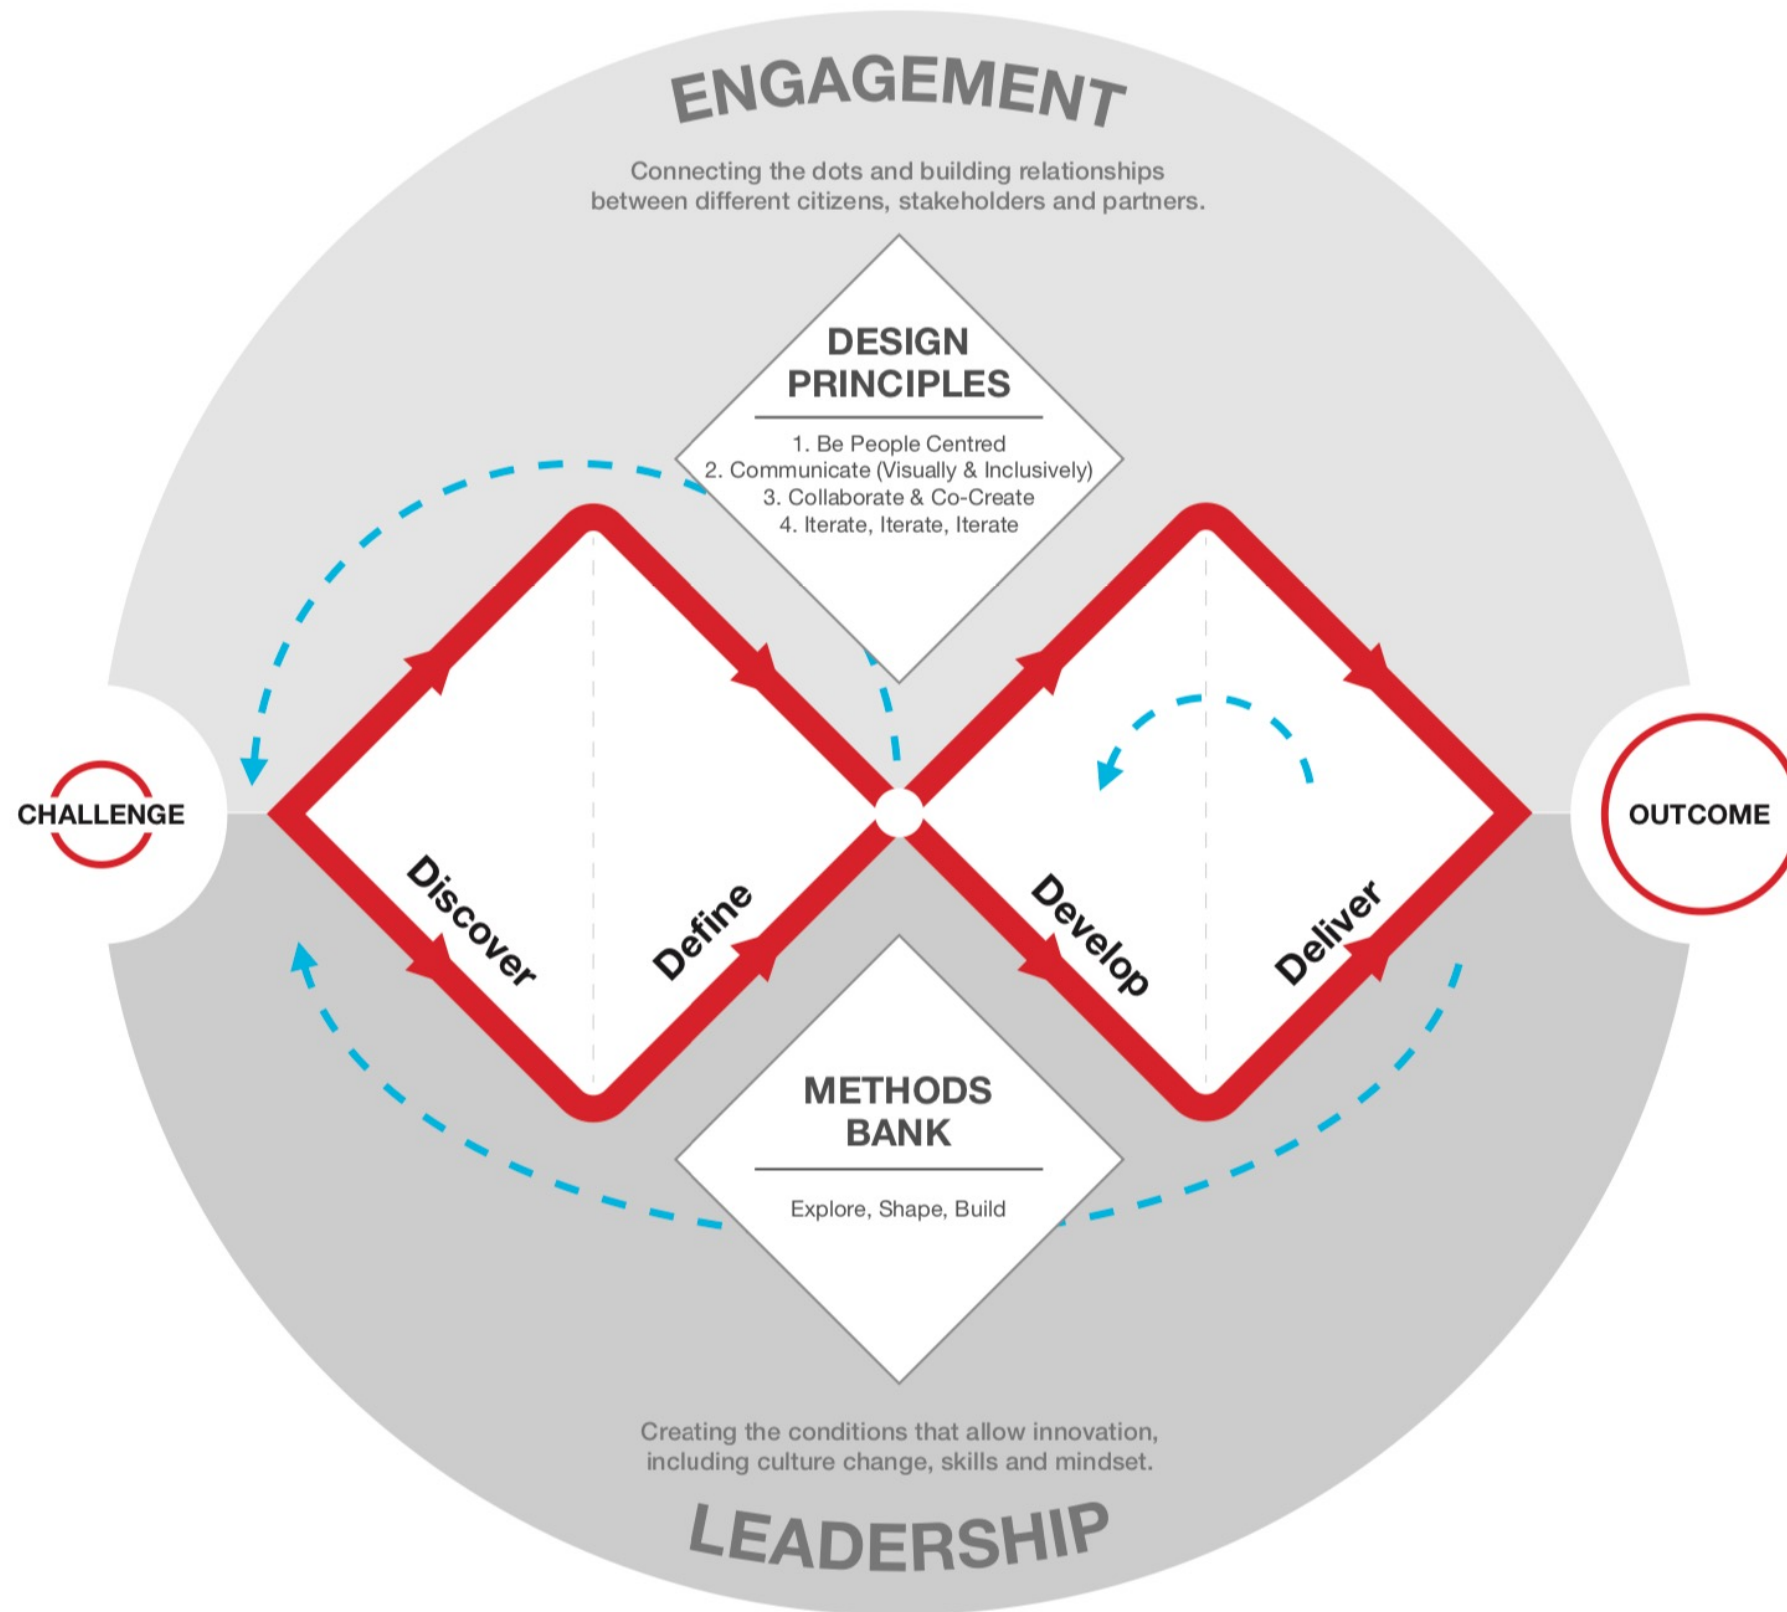 ENGAGEMENT
Connecting the dots and building relationships
between different citizens, stakeholders and partners.
DESIGN
PRINCIPLES
1. Be People Centred
2. Communicate (Visually & Inclusively)
3. Collaborate & Co-Create
4. Iterate, Iterate, Iterate
CHALLENGE
OUTCOME
Discover
Define
Develop
Deliver
METHODS
BANK
Explore, Shape, Build
Creating the conditions that allow innovation,
including culture change, skills and mindset.
LEADERSHIP